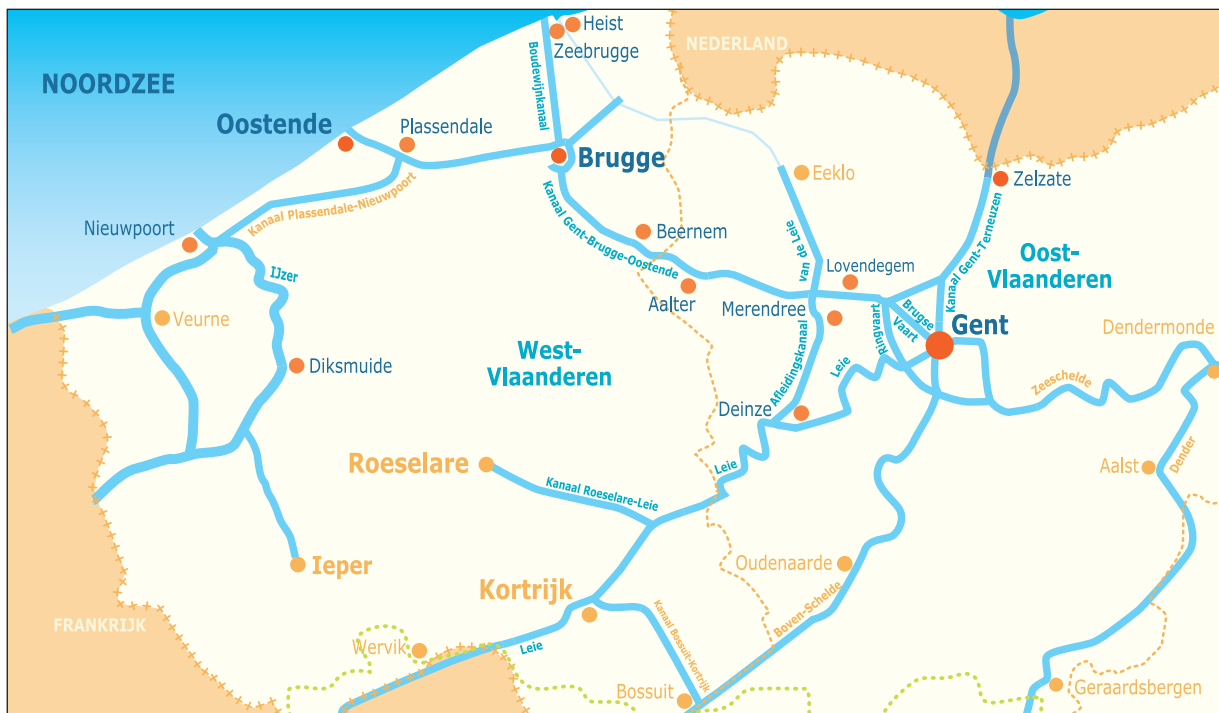 Heist
Zeebrugge
NEDERLAND
NOORDZEE
Boudewijnkanaal
Oostende
Plassendale
Brugge
Eeklo
Zelzate
Kanaal Plassendale-Nieuwpoort
Kanaal Gent-Brugge-Oostende
Nieuwpoort
Beernem
IJzer
van de Leie
Kanaal Gent-Terneuzen
Oost-
Vlaanderen
Lovendegem
Aalter
Merendree
Veurne
Brugse
Vaart
Ringvaart
Gent
Dendermonde
West-
Vlaanderen
Diksmuide
Afleidingskanaal
Leie
Zeeschelde
Deinze
Roeselare
Leie
Kanaal Roeselare-Leie
Aalst
Dender
Ieper
Oudenaarde
Kortrijk
FRANKRIJK
Wervik
Leie
Kanaal Bossuit-Kortrijk
Boven-Schelde
Bossuit
Geraardsbergen